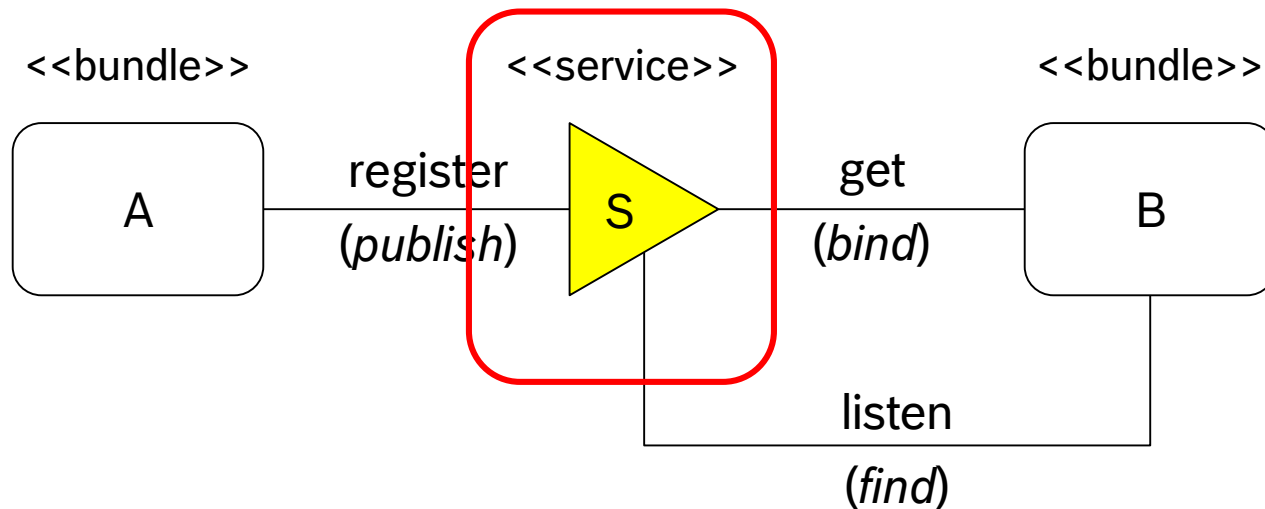 <<bundle>>
<<service>>
<<bundle>>
A
register
(publish)
S
get
(bind)
B
listen
(find)